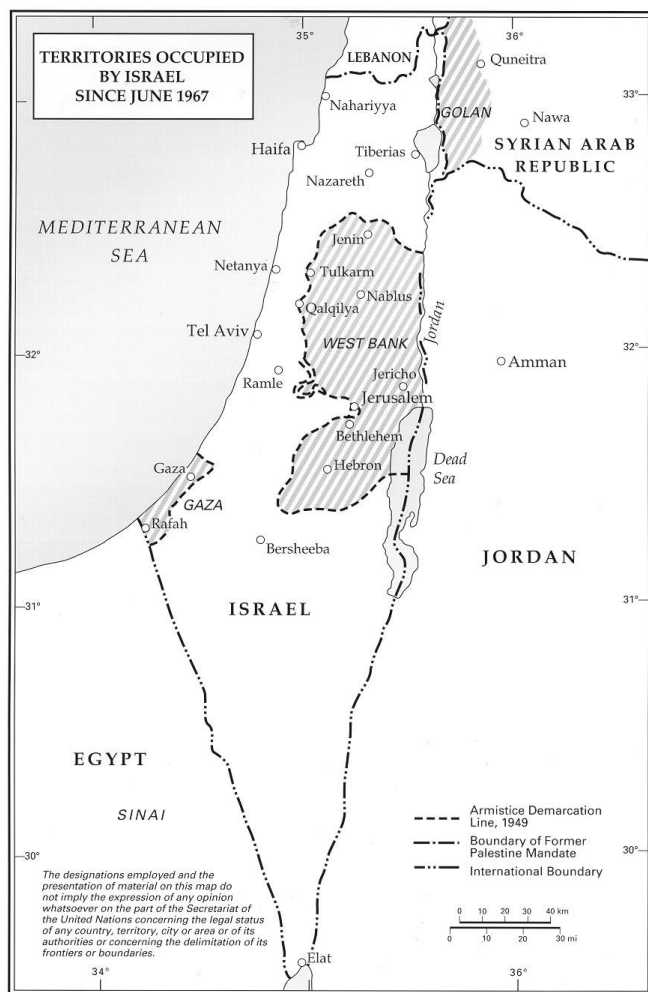 TERRITORIES OCCUPIED
BY ISRAEL
SINCE JUNE 1967
35°
36°
LEBANON
Quneitra
33°
Nahariyya
GOLAN
Nawa
Haifa
Tiberias
SYRIAN ARAB
REPUBLIC
Nazareth
MEDITERRANEAN
SEA
Jenin
Netanya
Tulkarm
Nablus
Qalqilya
Tel Aviv
WEST BANK
Jordan
32°
32°
Amman
Jericho
Ramle
Jerusalem
Bethlehem
Dead
Sea
Hebron
Gaza
GAZA
Rafah
Bersheeba
JORDAN
31°
ISRAEL
31°
EGYPT
SINAI
Armistice Demarcation
Line, 1949
Boundary of Former
Palestine Mandate
International Boundary
30°
30°
The designations employed and the
presentation of material on this map do
not imply the expression of any opinion
whatsoever on the part of the Secretariat of
the United Nations concerning the legal status
of any country, territory, city or area or of its
authorities or concerning the delimitation of its
frontiers or boundaries.
0 10 20 30 40 km
0 10 20 30 mi
Elat
34°
36°